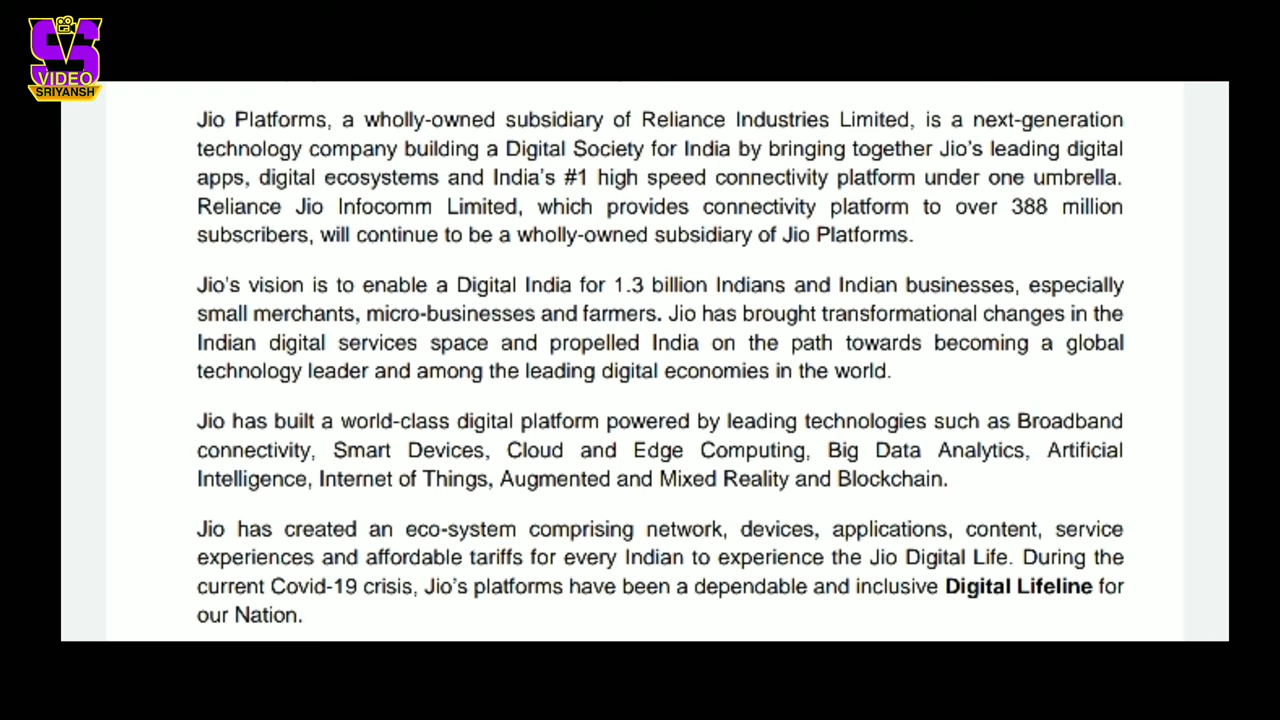 VIDEO
SRIYANSH
Jio Platforms, a wholly-owned subsidiary of Reliance Industries Limited, is a next-generation
technology company building a Digital Society for India by bringing together Jio's leading digital
apps, digital ecosystems and India's #1 high speed connectivity platform under one umbrella.
Reliance Jio Infocomm Limited, which provides connectivity platform to over 388 million
subscribers, will continue to be a wholly-owned subsidiary of Jio Platforms.
Jio's vision is to enable a Digital India for 1.3 billion Indians and Indian businesses, especially
small merchants, micro-businesses and farmers. Jio has brought transformational changes in the
Indian digital services space and propelled India on the path towards becoming a global
technology leader and among the leading digital economies in the world.
Jio has built a world-class digital platform powered by leading technologies such as Broadband
connectivity, Smart Devices, Cloud and Edge Computing, Big Data Analytics, Artificial
Intelligence, Internet of Things, Augmented and Mixed Reality and Blockchain.
Jio has created an eco-system comprising network, devices, applications, content, service
experiences and affordable tariffs for every Indian to experience the Jio Digital Life. During the
current Covid-19 crisis, Jio's platforms have been a dependable and inclusive Digital Lifeline for
our Nation.